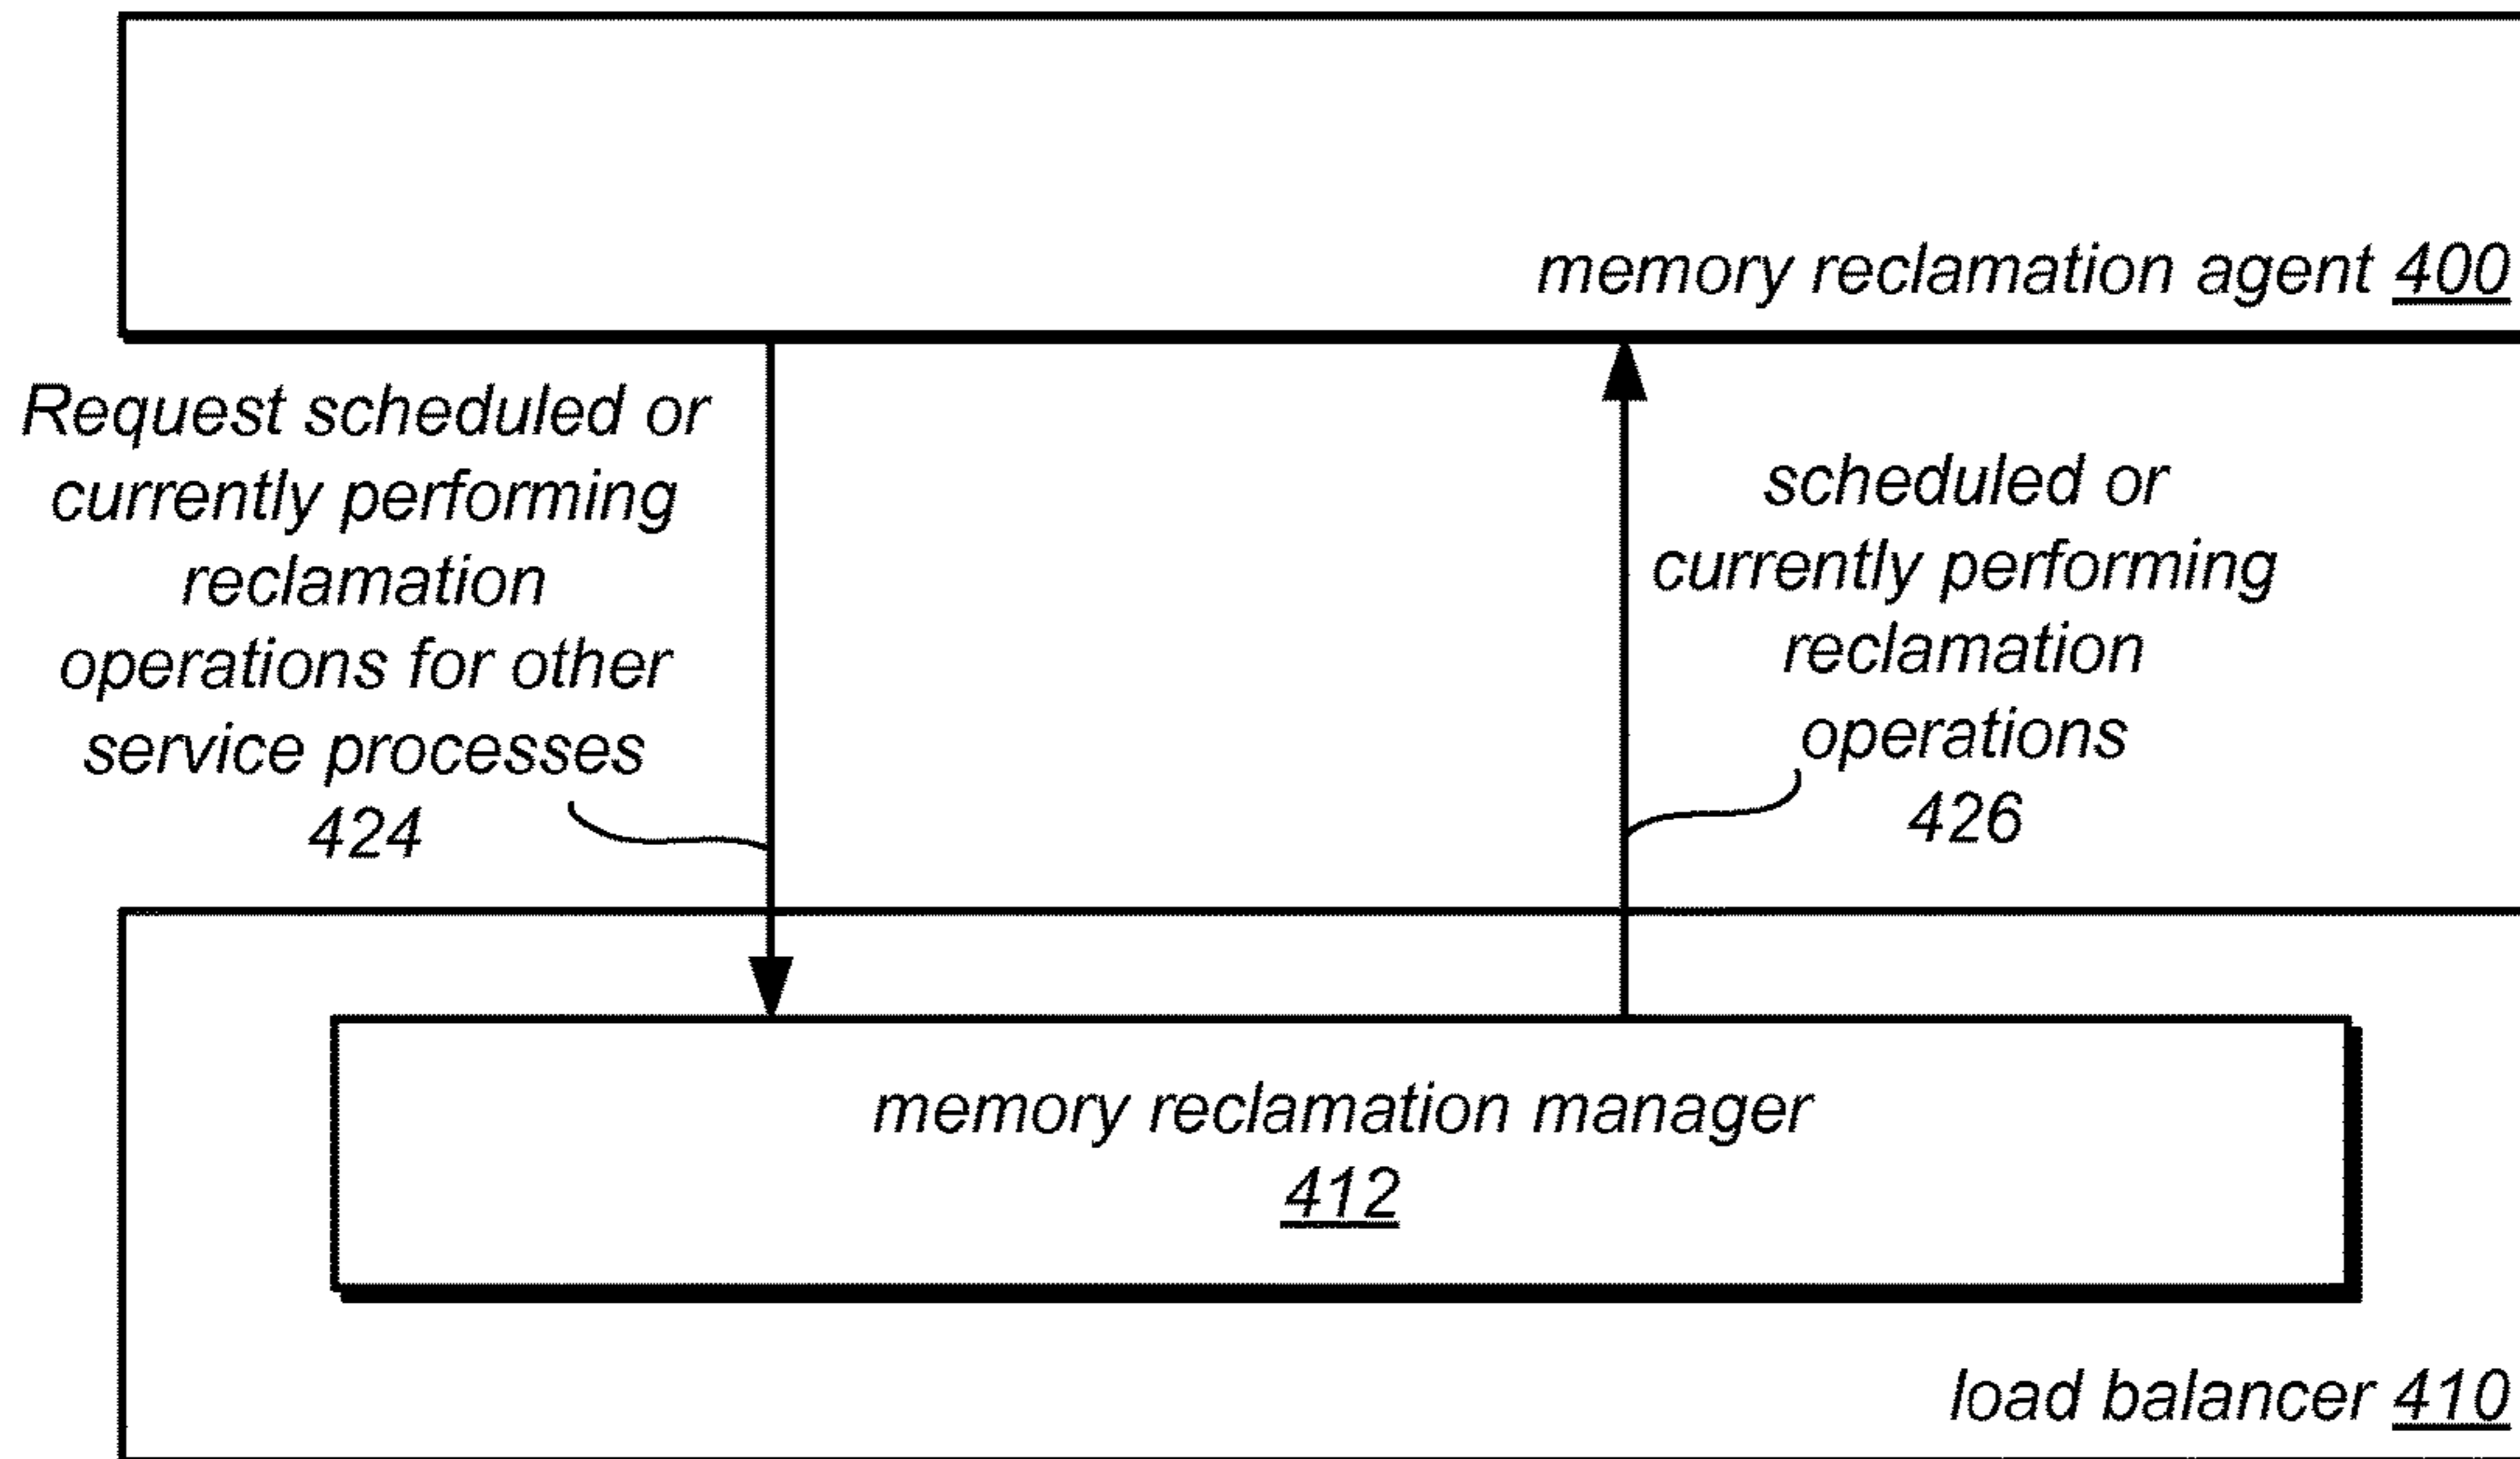 memory reclamation agent 400
Request scheduled or
currently performing
reclamation
operations for other
service processes
424
scheduled or
currently performing
reclamation
operations
426
memory reclamation manager
412
load balancer 410